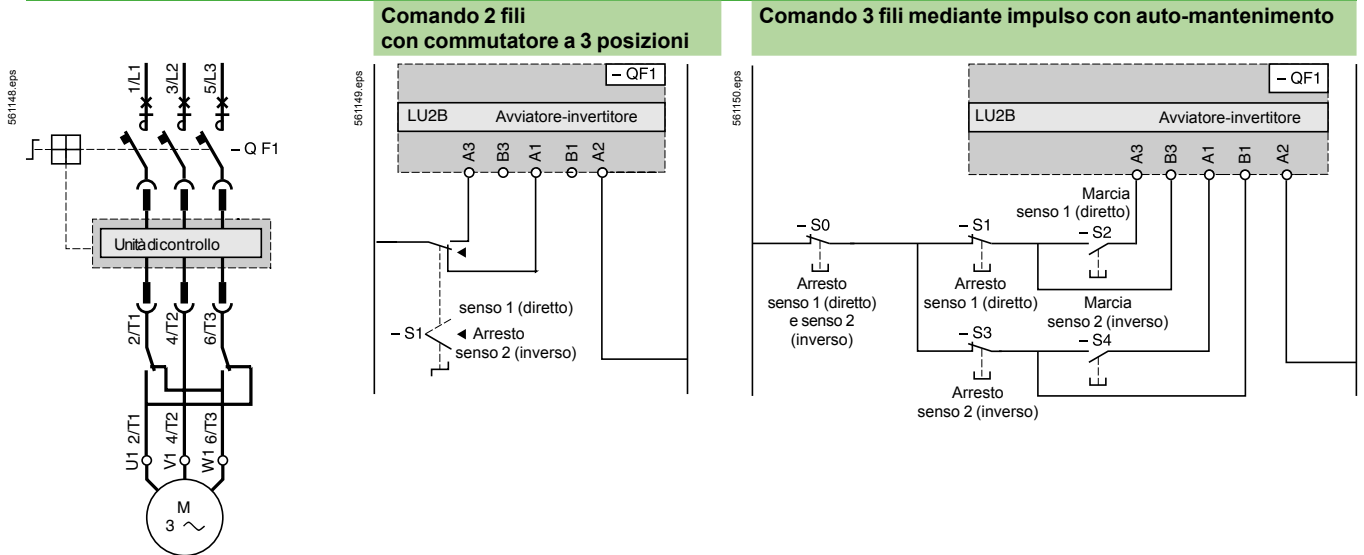 Comando 2 fili
con commutatore a 3 posizioni
Comando 3 fili mediante impulso con auto-mantenimento
561148.eps
1/L1
3/L2
5/L3
– Q F1
Unità di controllo
2/T1
4/T2
6/T3
U1 2/T1
V1 4/T2
W1 6/T3
M
3
561149.eps
– QF1
LU2B Avviatore-invertitore
A3 B3 A1 B1 A2
senso 1 (diretto)
– S1
Arresto
senso 2 (inverso)
561150.eps
– QF1
LU2B Avviatore-invertitore
A3 B3 A1 B1 A2
Marcia
senso 1 (diretto)
– S0
– S1
– S2
Arresto
senso 1 (diretto)
e senso 2
(inverso)
Arresto
senso 1 (diretto)
Marcia
senso 2 (inverso)
– S3
– S4
Arresto
senso 2 (inverso)